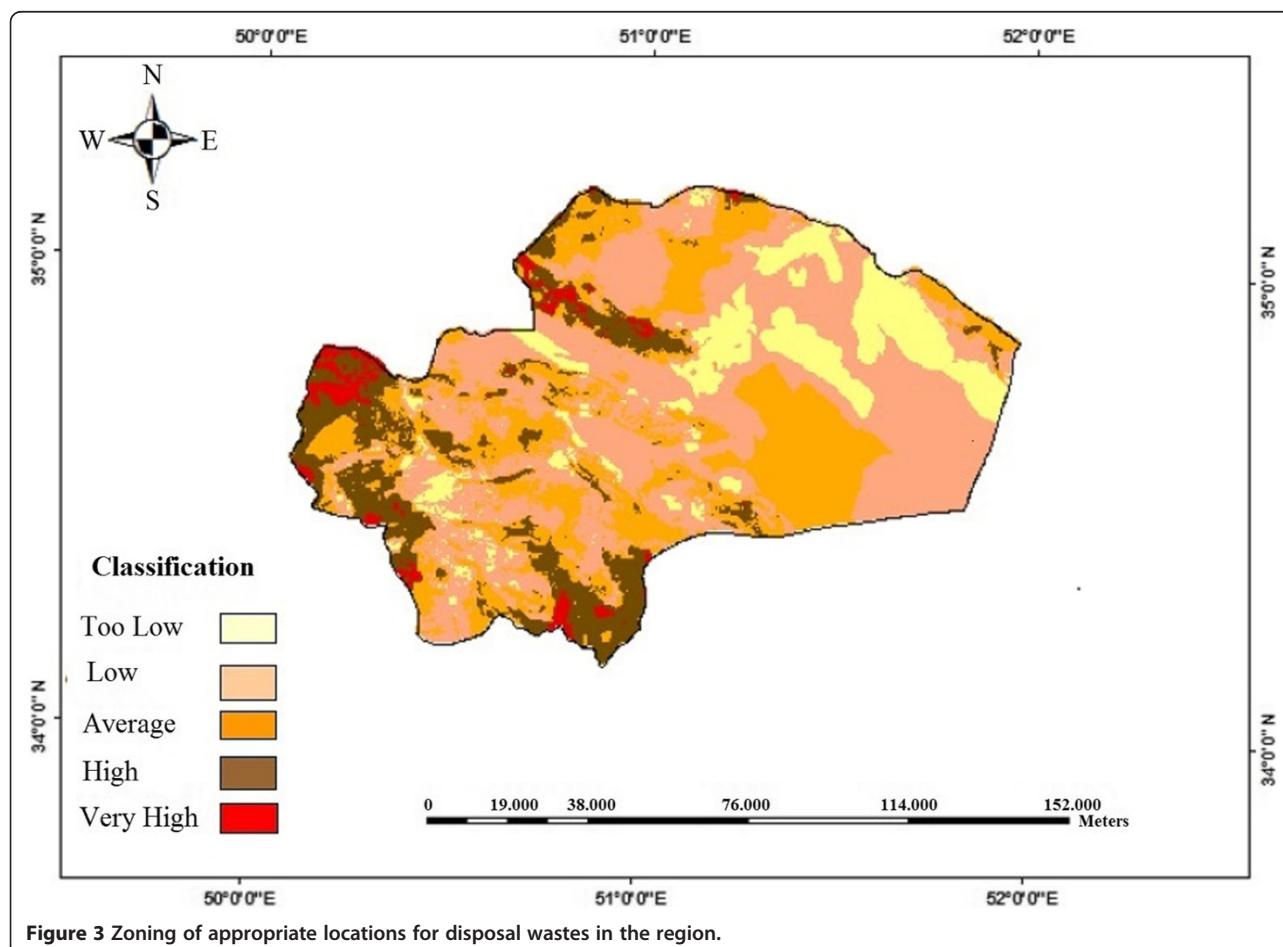 50°0'0"E 51°0'0"E 52°0'0"E
N
W E
S
35°0'0"N
35°0'0"N
Classification
Too Low
Low
Average
High
Very High
34°0'0"N
34°0'0"N
0 19.000 38.000 76.000 114.000 152.000
Meters
50°0'0"E 51°0'0"E 52°0'0"E
Figure 3 Zoning of appropriate locations for disposal wastes in the region.